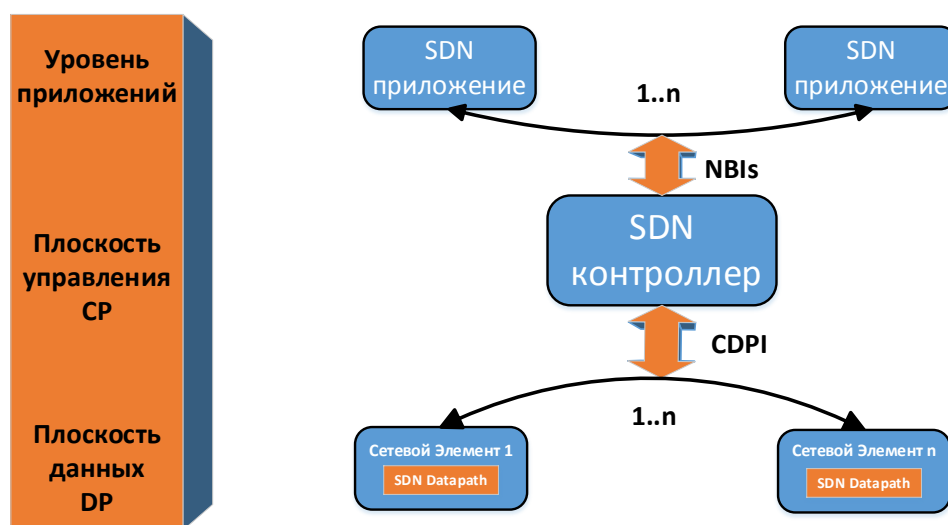 Уровень
приложений
Плоскость
управления
CP
Плоскость
данных
DP
SDN
приложение
SDN
приложение
1..n
NBIs
SDN
контроллер
CDPI
1..n
Сетевой Элемент 1
SDN Datapath
Сетевой Элемент n
SDN Datapath